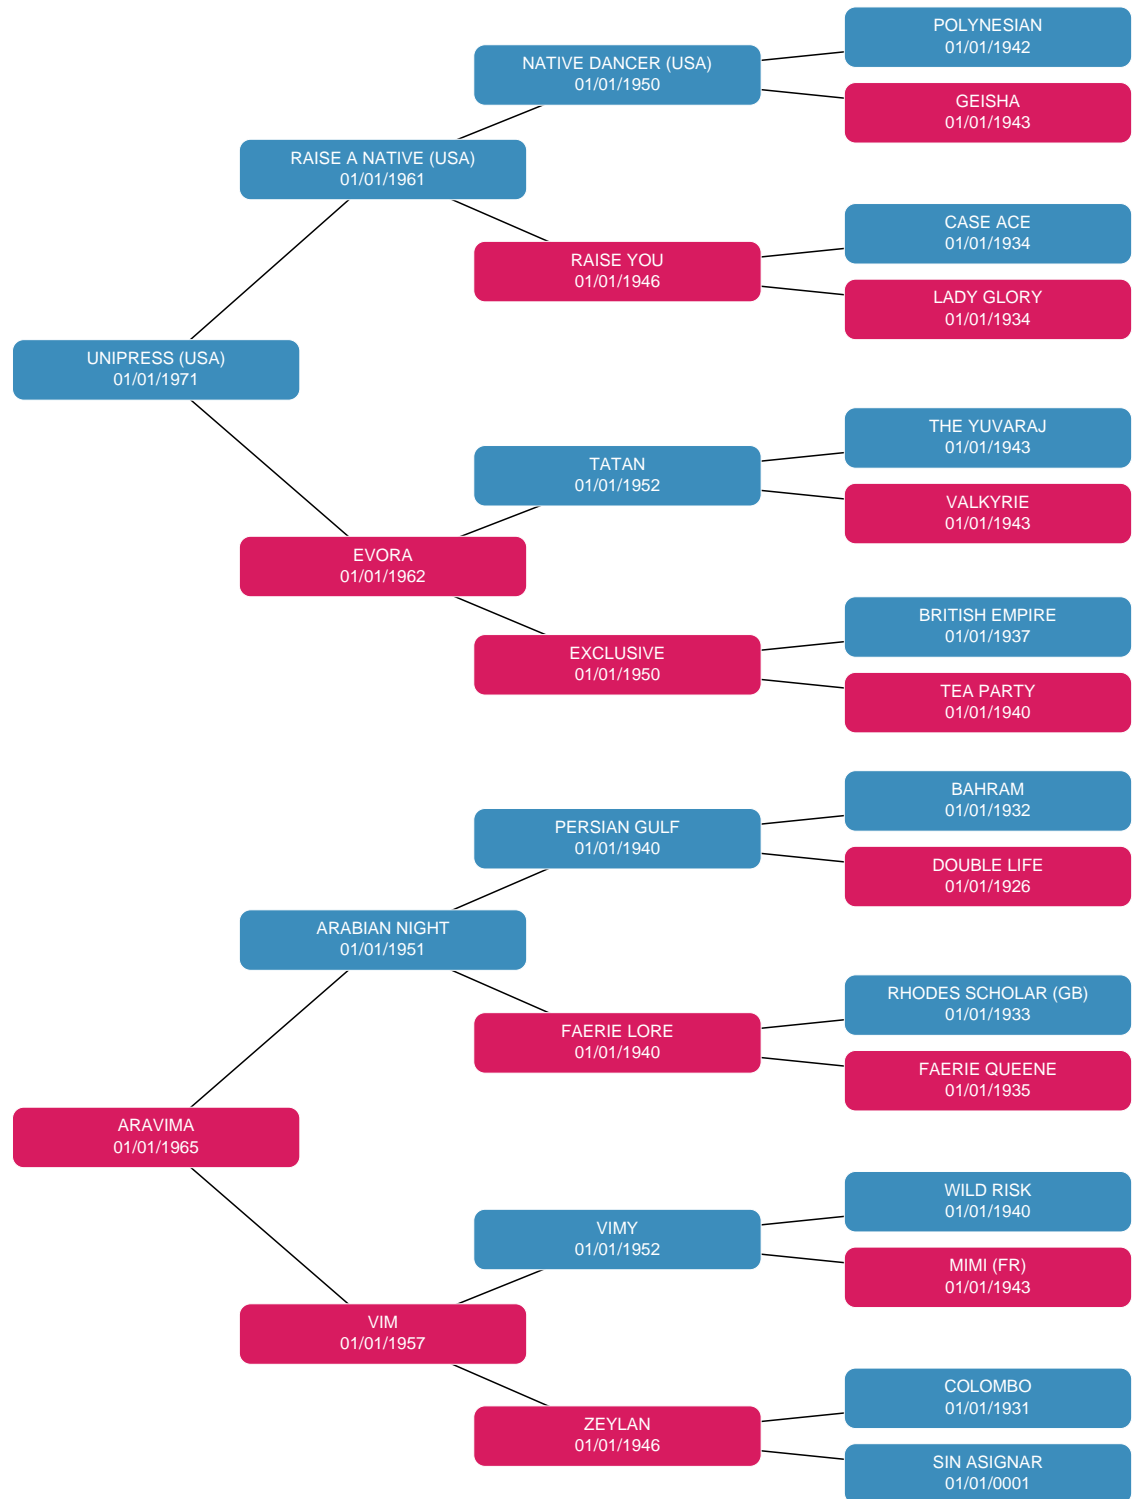 POLYNESIAN
01/01/1942
NATIVE DANCER (USA)
01/01/1950
GEISHA
01/01/1943
RAISE A NATIVE (USA)
01/01/1961
CASE ACE
01/01/1934
RAISE YOU
01/01/1946
LADY GLORY
01/01/1934
UNIPRESS (USA)
01/01/1971
THE YUVARAJ
01/01/1943
TATAN
01/01/1952
VALKYRIE
01/01/1943
EVORA
01/01/1962
BRITISH EMPIRE
01/01/1937
EXCLUSIVE
01/01/1950
TEA PARTY
01/01/1940
BAHRAM
01/01/1932
PERSIAN GULF
01/01/1940
DOUBLE LIFE
01/01/1926
ARABIAN NIGHT
01/01/1951
RHODES SCHOLAR (GB)
01/01/1933
FAERIE LORE
01/01/1940
FAERIE QUEENE
01/01/1935
ARAVIMA
01/01/1965
WILD RISK
01/01/1940
VIMY
01/01/1952
MIMI (FR)
01/01/1943
VIM
01/01/1957
COLOMBO
01/01/1931
ZEYLAN
01/01/1946
SIN ASIGNAR
01/01/0001